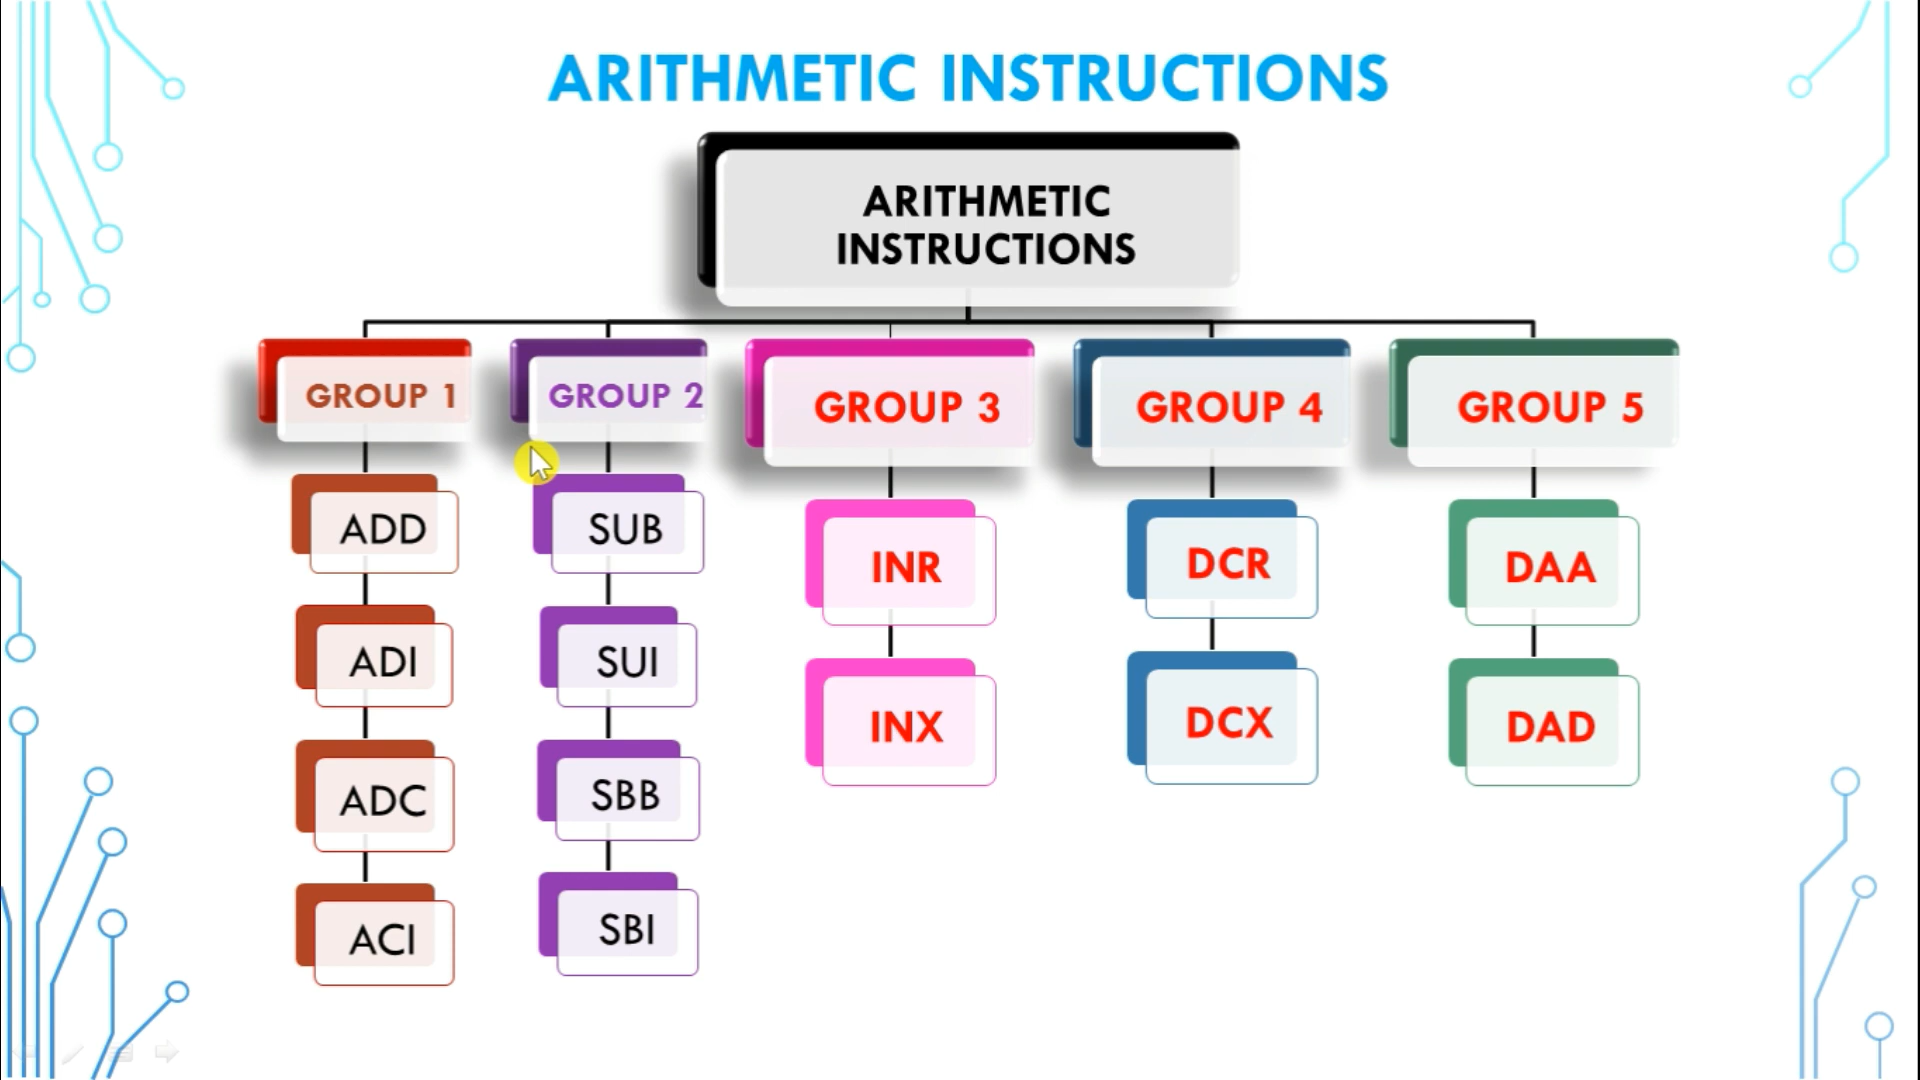 ARITHMETIC INSTRUCTIONS
ARITHMETIC
INSTRUCTIONS
GROUP 1
ADD
ADI
ADC
ACI
GROUP 2
SUB
SUI
SBB
SBI
GROUP 3
INR
INX
GROUP 4
DCR
DCX
GROUP 5
DAA
DAD